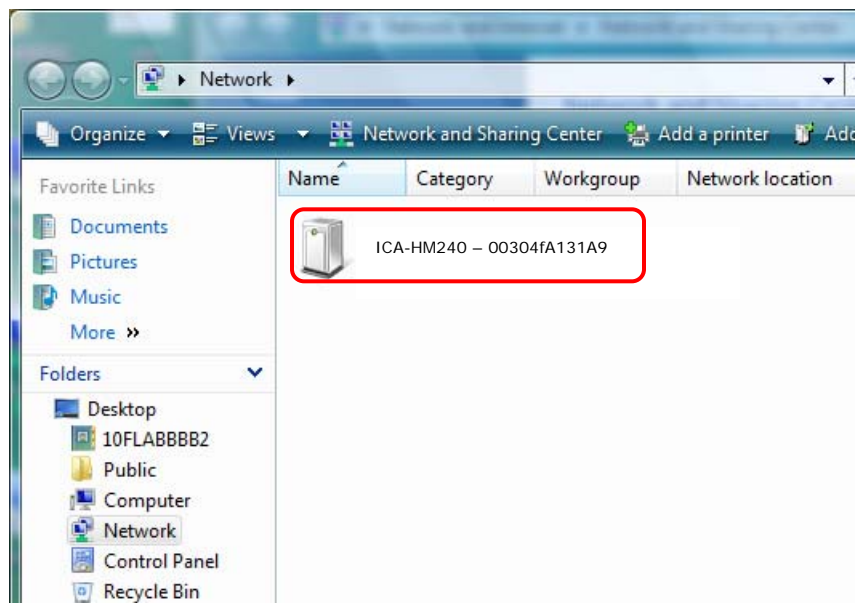 Network
Organize Views Network and Sharing Center Add a printer Add
Favorite Links
Documents
Pictures
Music
More »
Folders
Desktop
10FLABBBB2
Public
Computer
Network
Control Panel
Recycle Bin
Name Category Workgroup Network location
ICA-HM240 – 00304fA131A9